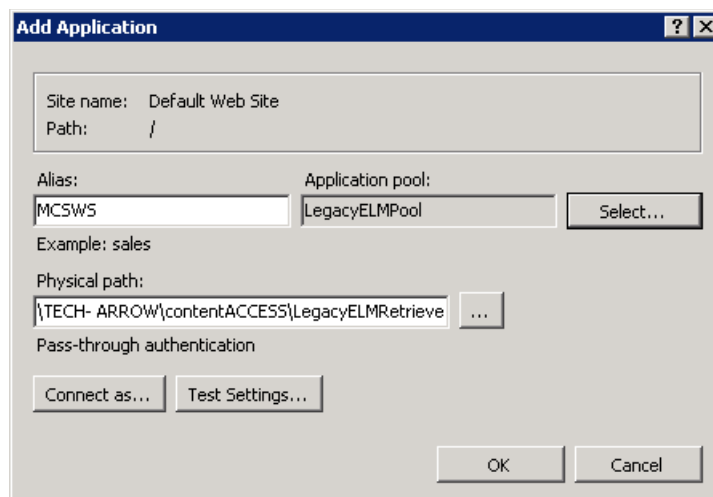 Add Application
? X
Site name: Default Web Site
Path: /
Alias: Application pool:
MCSWS LegacyELMPool Select...
Example: sales
Physical path:
\TECH- ARROW\contentACCESS\LegacyELMRetrieve ...
Pass-through authentication
Connect as... Test Settings...
OK Cancel